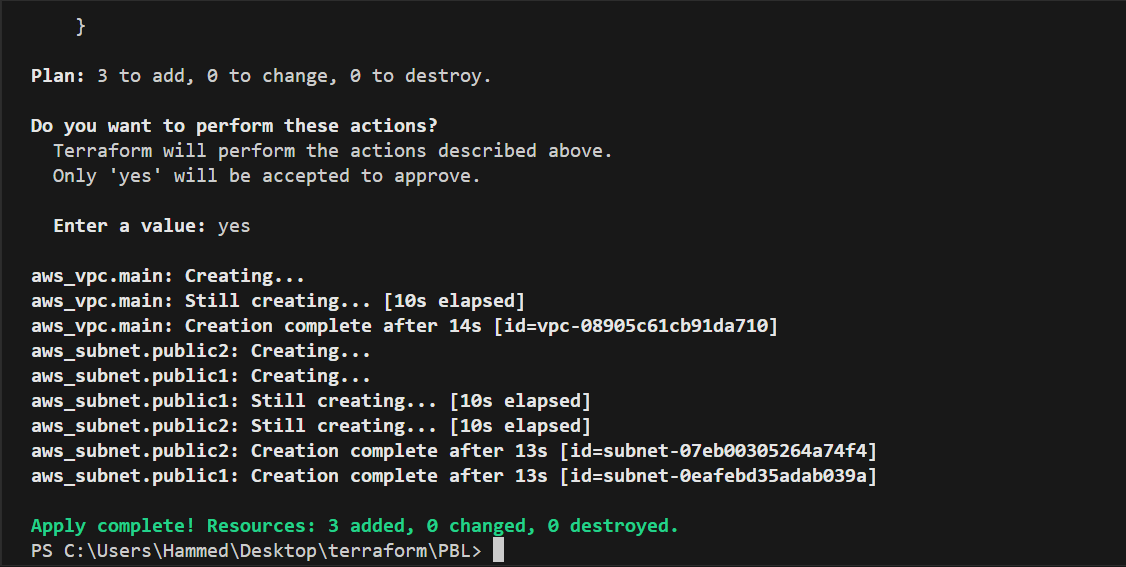 }
Plan: 3 to add, 0 to change, 0 to destroy.
Do you want to perform these actions?
Terraform will perform the actions described above.
Only 'yes' will be accepted to approve.
Enter a value: yes
aws_vpc.main: Creating...
aws_vpc.main: Still creating... [10s elapsed]
aws_vpc.main: Creation complete after 14s [id=vpc-08905c61cb91da710]
aws_subnet.public2: Creating...
aws_subnet.public1: Creating...
aws_subnet.public1: Still creating... [10s elapsed]
aws_subnet.public2: Still creating... [10s elapsed]
aws_subnet.public2: Creation complete after 13s [id=subnet-07eb00305264a74f4]
aws_subnet.public1: Creation complete after 13s [id=subnet-0eafebd35adab039a]
Apply complete! Resources: 3 added, 0 changed, 0 destroyed.
PS C:\Users\Hammed\Desktop\terraform\PBL>